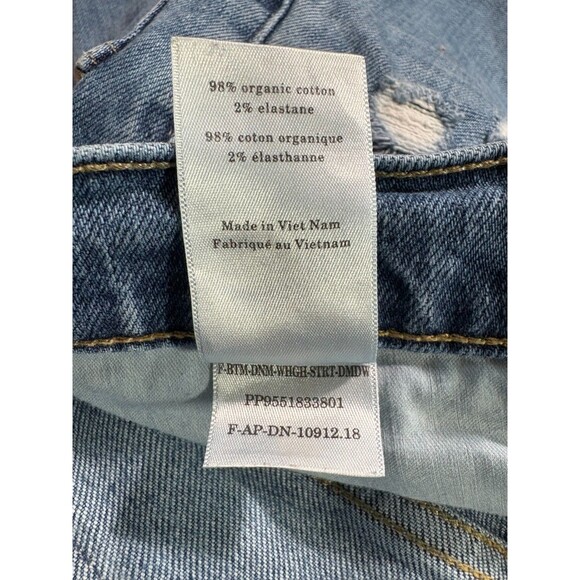 98% organic cotton
2% elastane
98% coton organique
2% élasthanne
Made in Viet Nam
Fabriqué au Vietnam
F-BTM-DNM-WHGH-STRT-DMDW
PP9551833801
F-AP-DN-10912.18